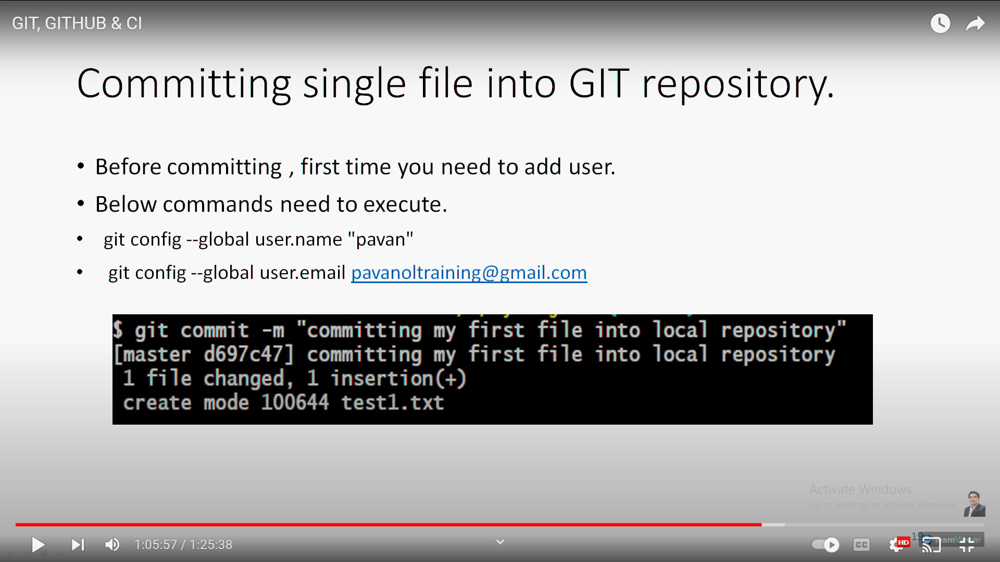 GIT, GITHUB & CI
Committing single file into GIT repository.
• Before committing , first time you need to add user.
• Below commands need to execute.
• git config --global user.name "pavan"
• git config --global user.email pavanoltraining@gmail.com
$ git commit -m "committing my first file into local repository"
[master d697c47] committing my first file into local repository
1 file changed, 1 insertion(+)
create mode 100644 test1.txt
Activate Windows
Go to Settings to activate Windows.
1:05:57 / 1:25:38
CC
HD
19
TeamViewer